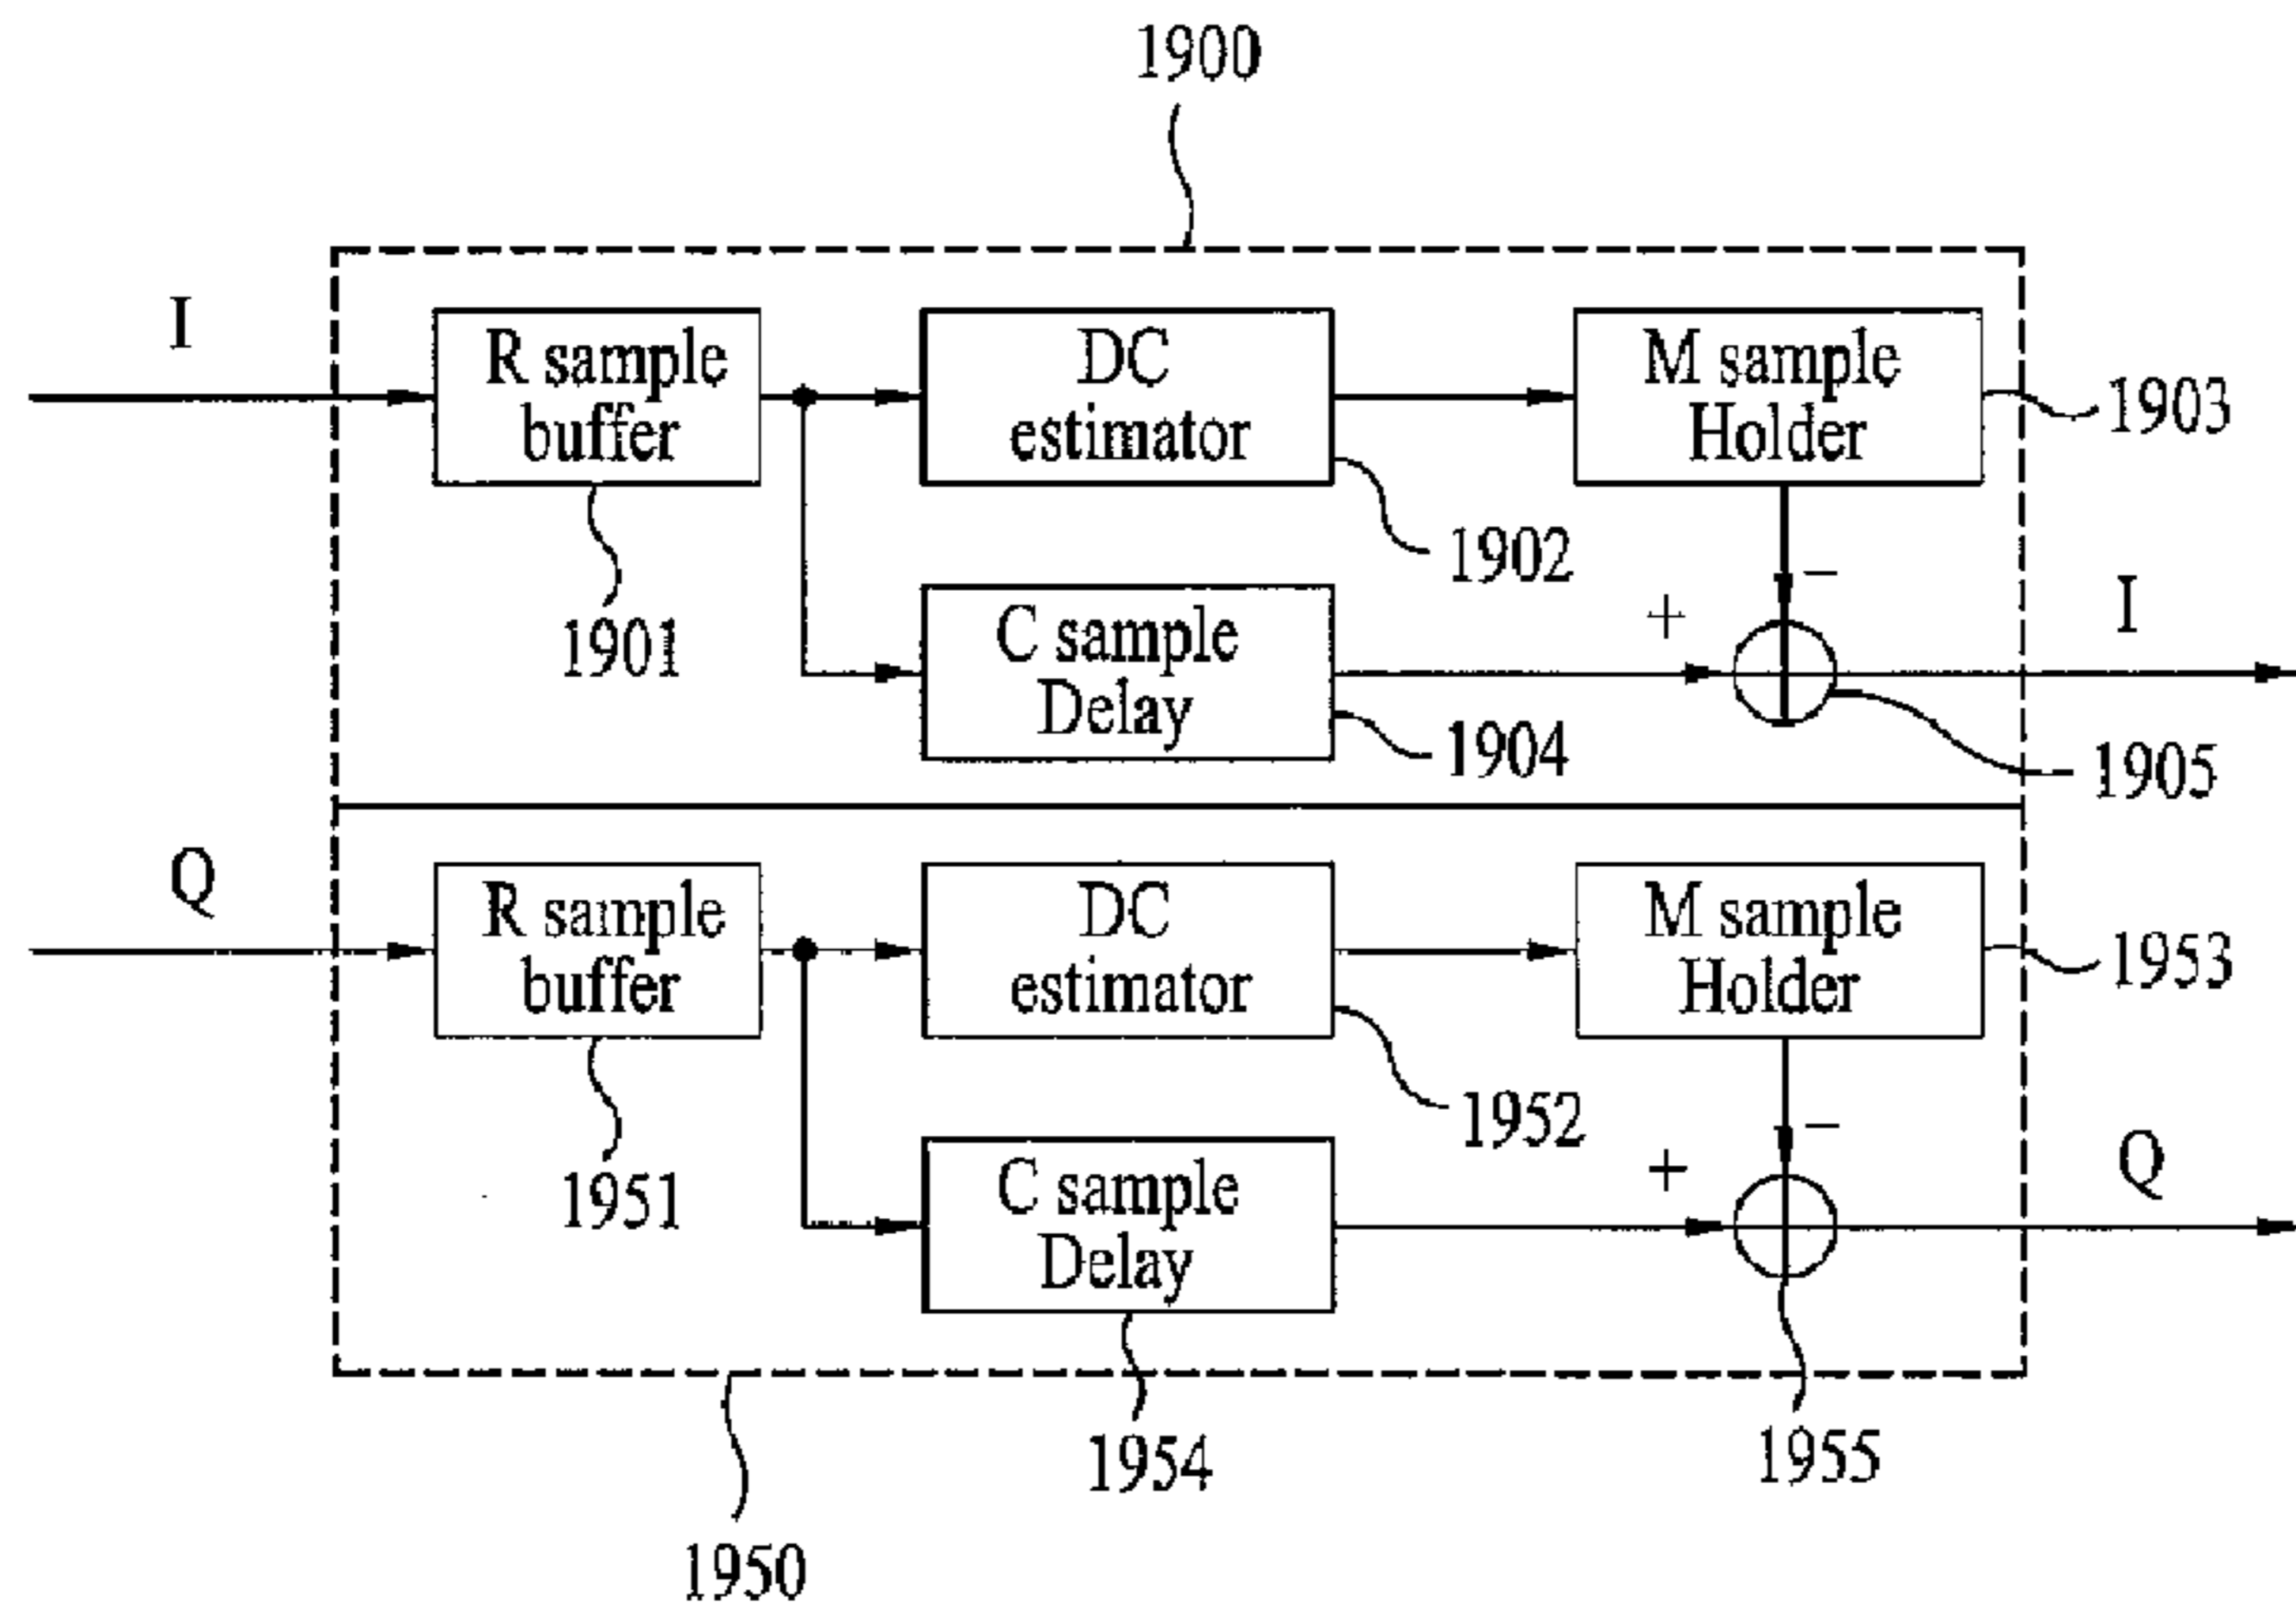 1900
I
R sample
buffer
DC
estimator
M sample
Holder
1903
1902
1901
C sample
Delay
+
−
I
1904
1905
Q
R sample
buffer
DC
estimator
M sample
Holder
1953
1952
1951
C sample
Delay
+
−
Q
1954
1955
1950